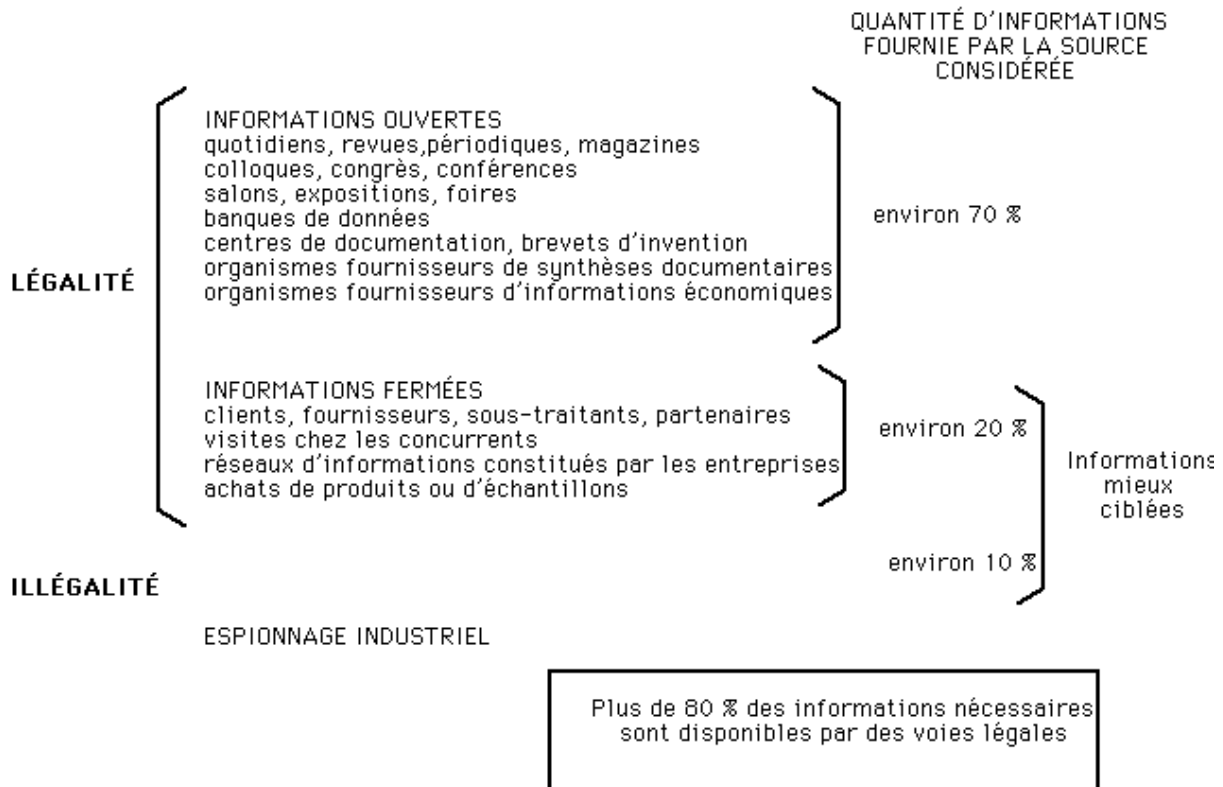 QUANTITÉ D'INFORMATIONS
FOURNIE PAR LA SOURCE
CONSIDÉRÉE
INFORMATIONS OUVERTES
quotidiens, revues,périodiques, magazines
colloques, congrès, conférences
salons, expositions, foires
banques de données
environ 70 %
centres de documentation, brevets d'invention
organismes fournisseurs de synthèses documentaires
LÉGALITÉ
organismes fournisseurs d'informations économiques
INFORMATIONS FERMÉES
clients, fournisseurs, sous-traitants, partenaires
visites chez les concurrents
environ 20 %
réseaux d'informations constitués par les entreprises
achats de produits ou d'échantillons
Informations
mieux
ciblées
environ 10 %
ILLÉGALITÉ
ESPIONNAGE INDUSTRIEL
Plus de 80 % des informations nécessaires
sont disponibles par des voies légales